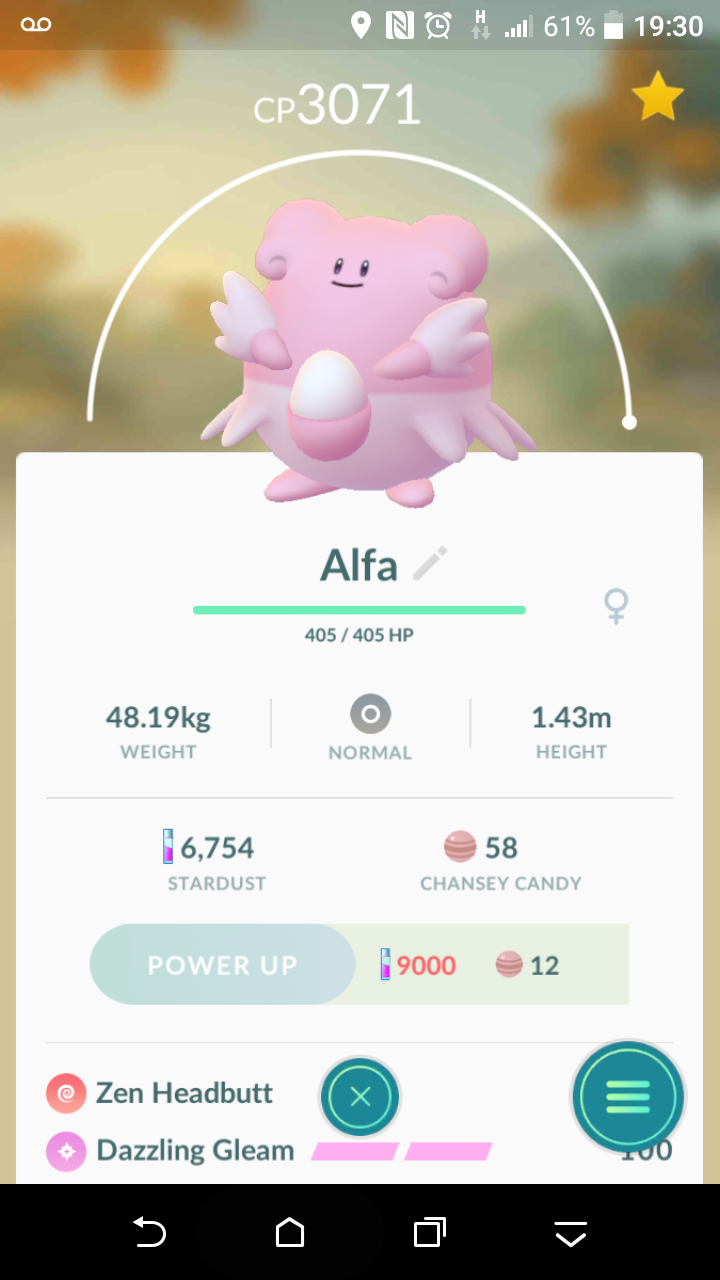 H 61% 19:30
CP3071
Alfa
405 / 405 HP
48.19kg 1.43m
WEIGHT NORMAL HEIGHT
6,754 58
STARDUST CHANSEY CANDY
POWER UP 9000 12
Zen Headbutt
Dazzling Gleam 100